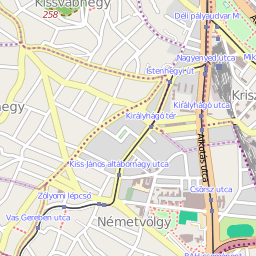 Kissvábhegy
258
Déli pályaudvar M
Nagyenyed utca
Istenhegyi út
Királyhágó utca
Királyhágó tér
Alkotás utca
Kiss János altábornagy utca
Csörsz utca
Zólyomi lépcső
Vas Gereben utca
Németvölgy